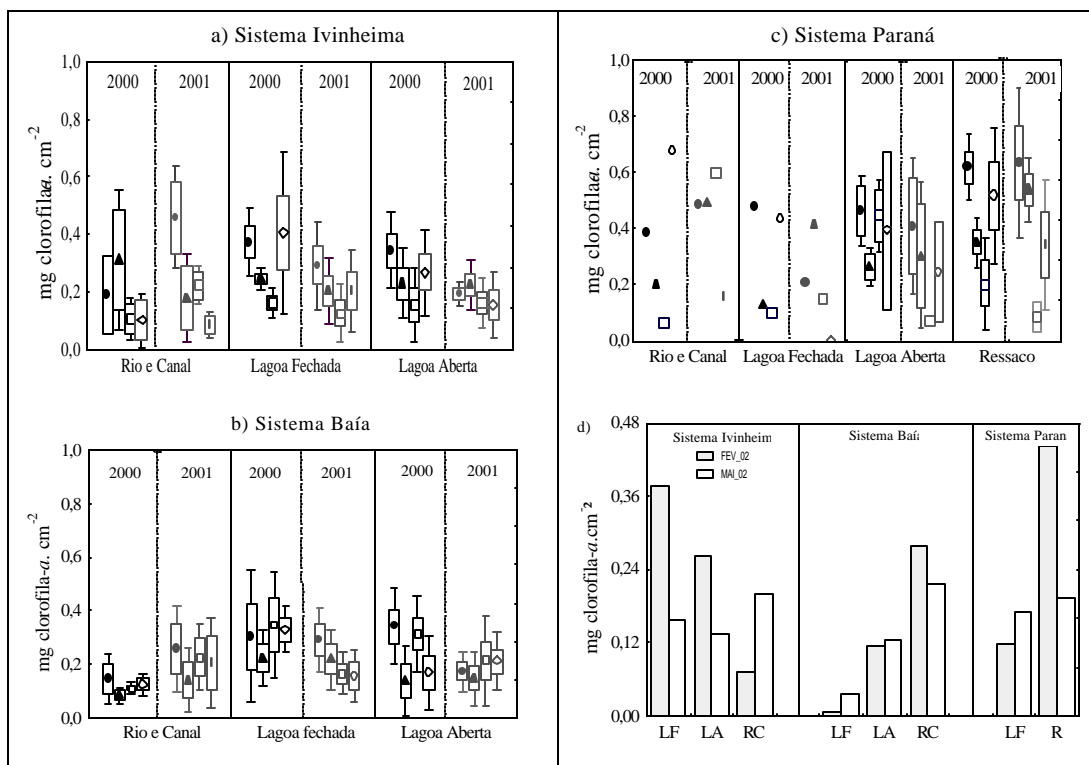 a) Sistema Ivinheima
mg clorofilaa. cm-2
1,0
0,8
0,6
0,4
0,2
0,0
2000
2001
2000
2001
2000
2001
Rio e Canal
Lagoa Fechada
Lagoa Aberta
b) Sistema Baía
mg clorofila-a. cm-2
1,0
0,8
0,6
0,4
0,2
0,0
2000
2001
2000
2001
2000
2001
Rio e Canal
Lagoa fechada
Lagoa Aberta
c) Sistema Paraná
mg clorofilaa. cm-2
1,0
0,8
0,6
0,4
0,2
0,0
2000
2001
2000
2001
2000
2001
2000
2001
Rio e Canal
Lagoa Fechada
Lagoa Aberta
Ressaco
d)
mg clorofila-a.cm-2
0,48
0,36
0,24
0,12
0,00
Sistema Ivinheim
FEV_02
MAI_02
Sistema Baí
Sistema Paran
LF
LA
RC
LF
LA
RC
LF
R